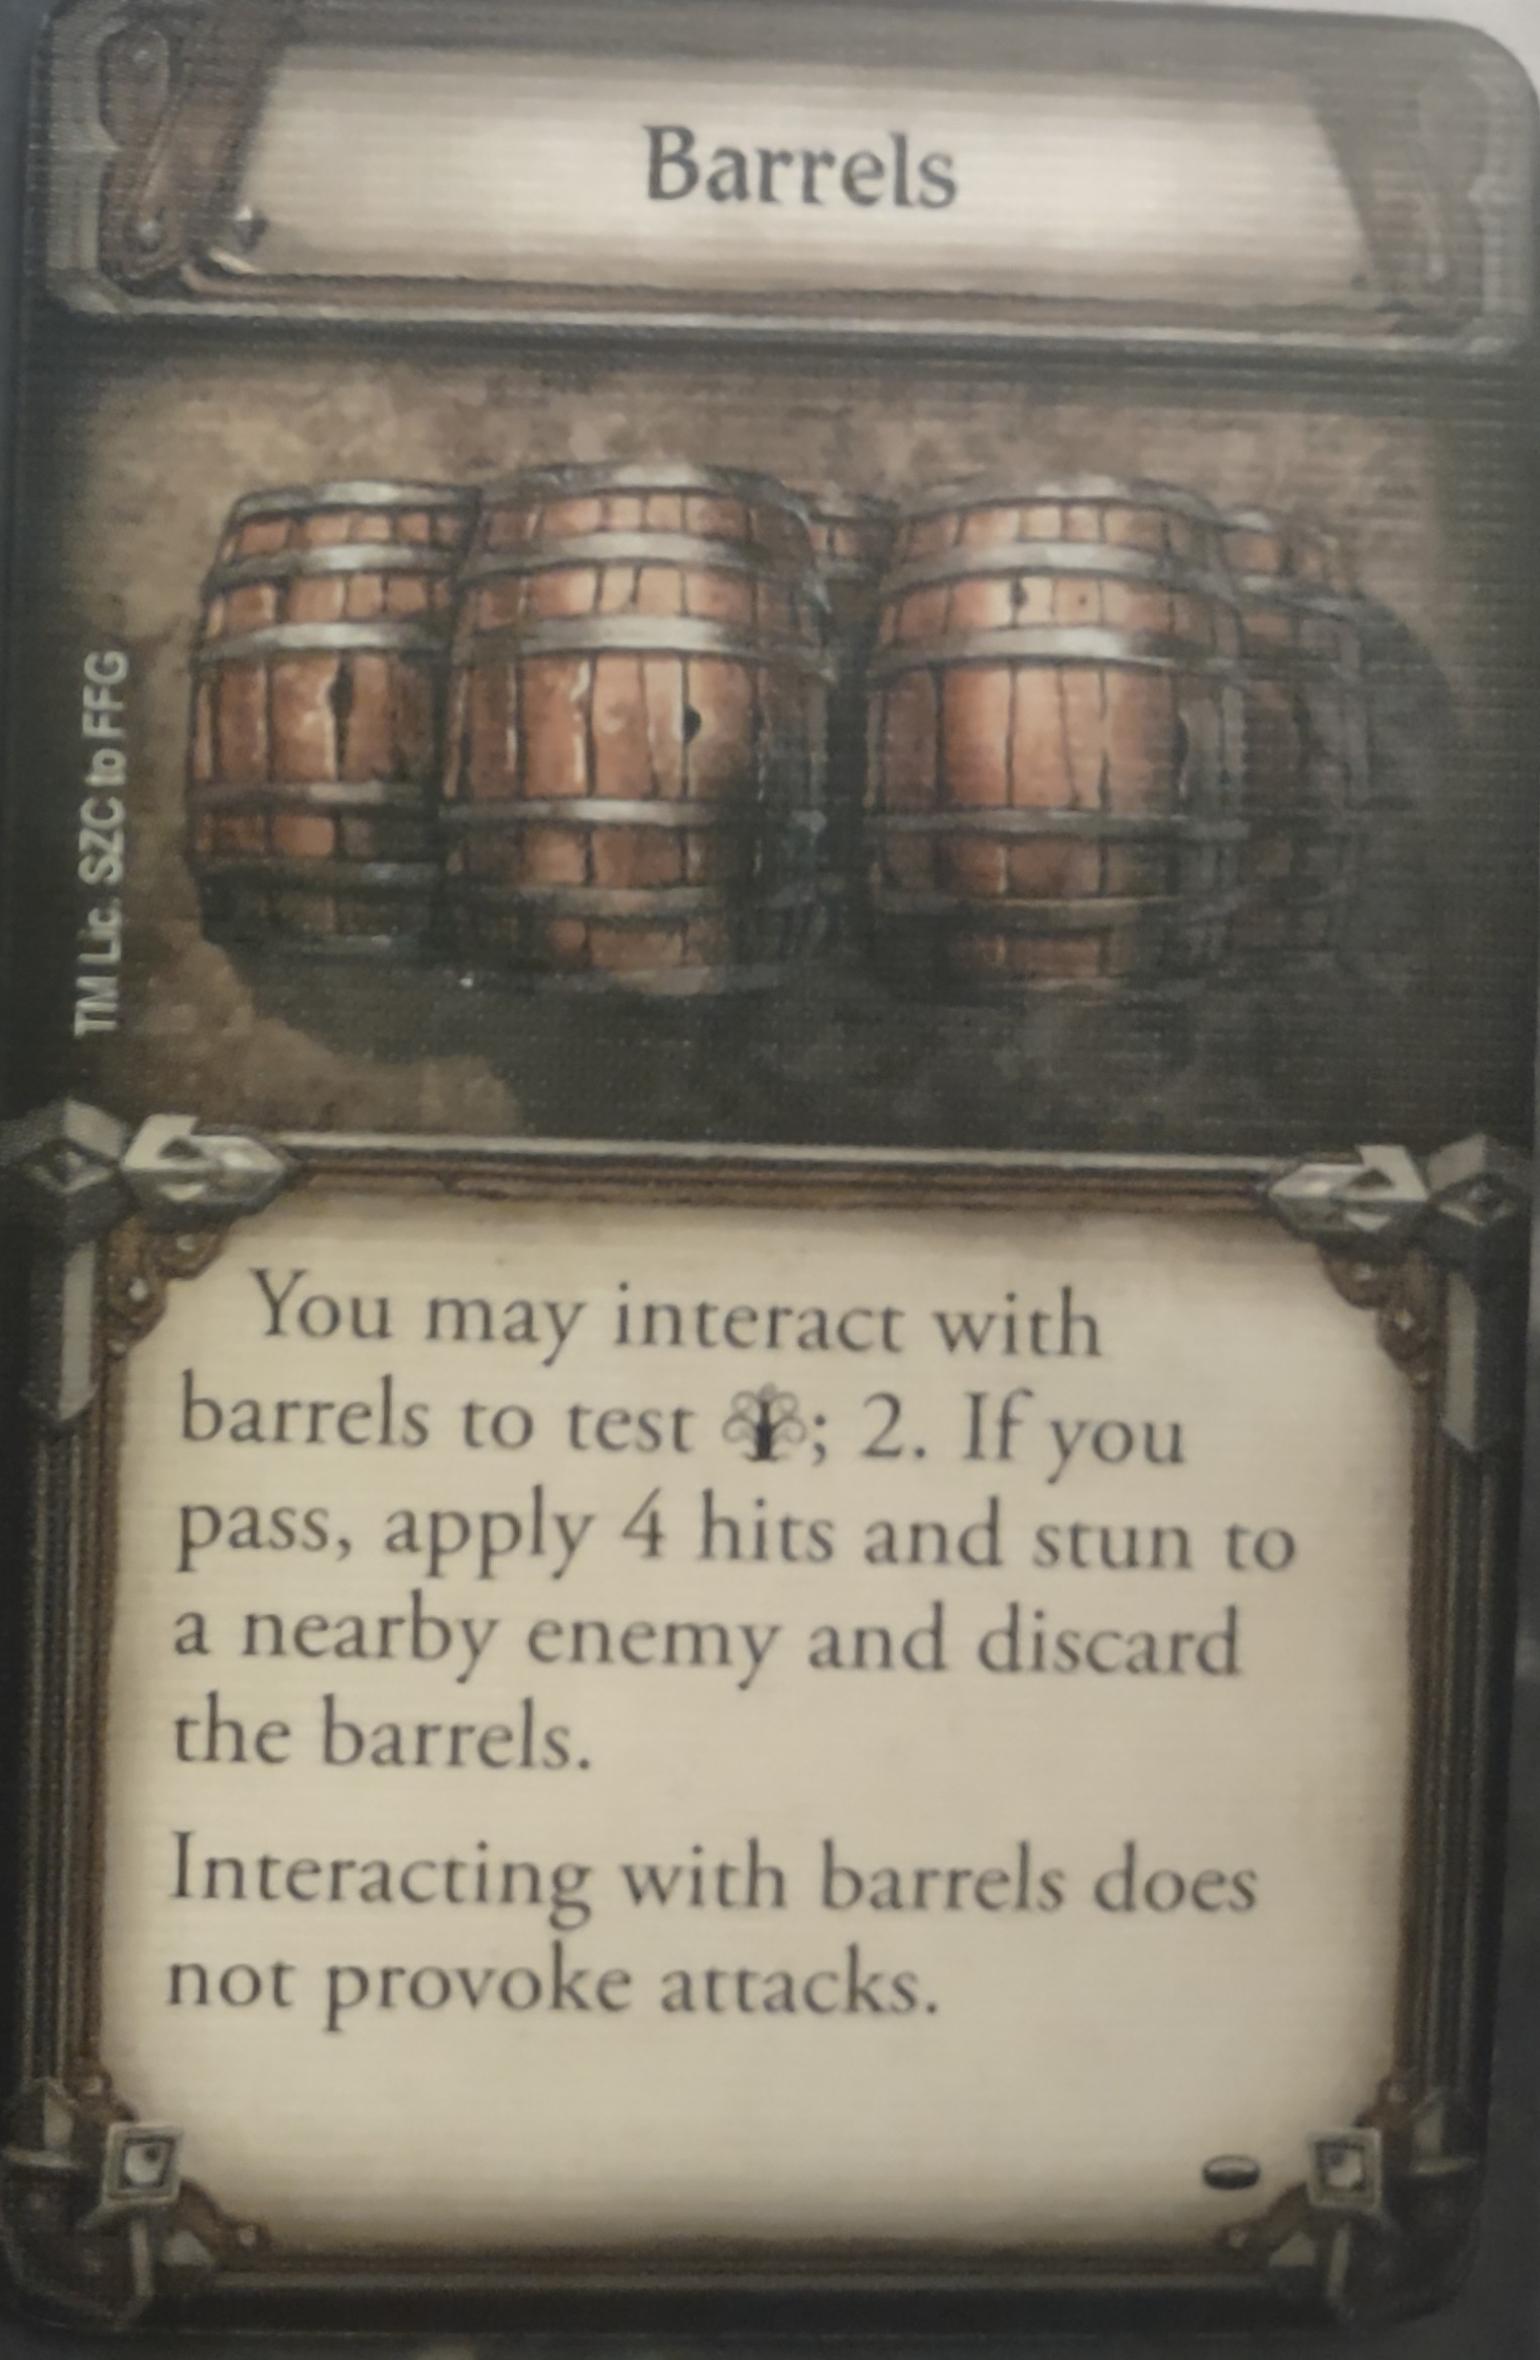 Barrels
TM Lic. SZC to FFG
You may interact with
barrels to test ; 2. If you
pass, apply 4 hits and stun to
a nearby enemy and discard
the barrels.
Interacting with barrels does
not provoke attacks.